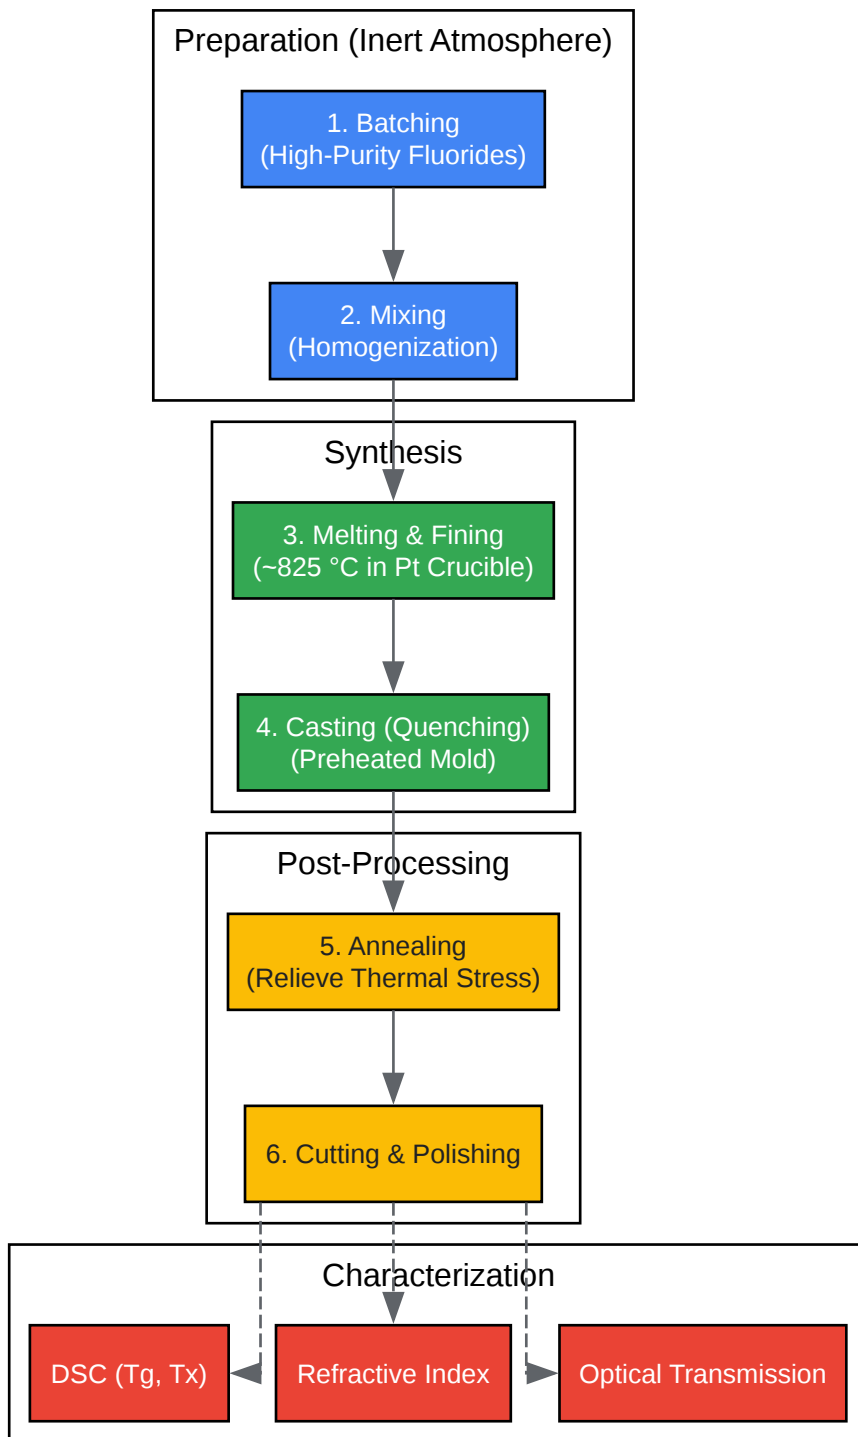 Preparation (Inert Atmosphere)
1. Batching
(High-Purity Fluorides)
2. Mixing
(Homogenization)
Synthesis
3. Melting & Fining
(~825 °C in Pt Crucible)
4. Casting (Quenching)
(Preheated Mold)
Post-Processing
5. Annealing
(Relieve Thermal Stress)
6. Cutting & Polishing
Characterization
DSC (Tg, Tx)
Refractive Index
Optical Transmission